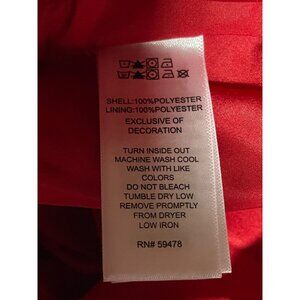 SHELL:100%POLYESTER
LINING:100%POLYESTER
EXCLUSIVE OF
DECORATION
TURN INSIDE OUT
MACHINE WASH COOL
WASH WITH LIKE
COLORS
DO NOT BLEACH
TUMBLE DRY LOW
REMOVE PROMPTLY
FROM DRYER
LOW IRON
RN# 59478